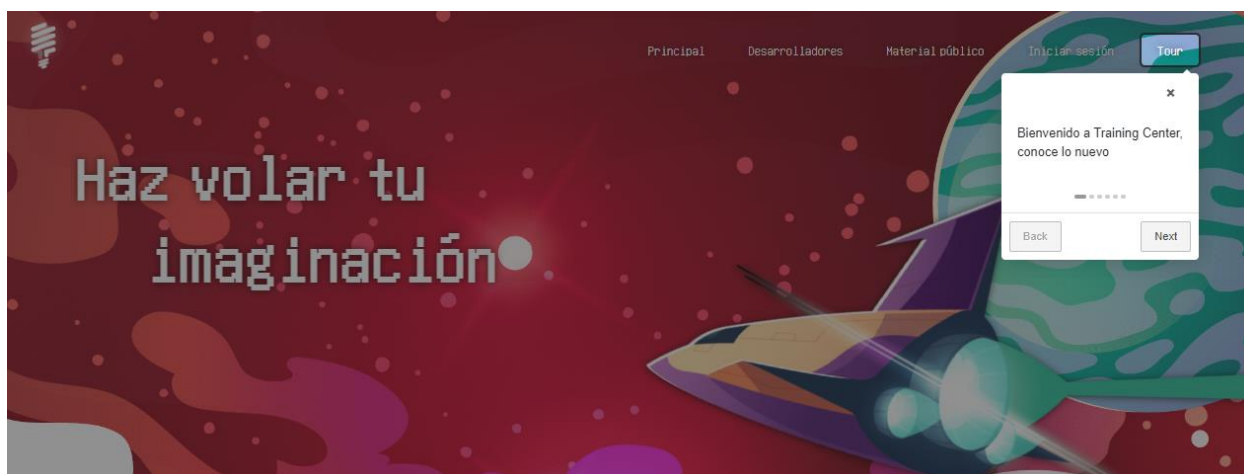 Principal
Desarrolladores
Material público
Iniciar sesión
Tour
Bienvenido a Training Center,
conoce lo nuevo
Back
Next
Haz volar tu
imaginación